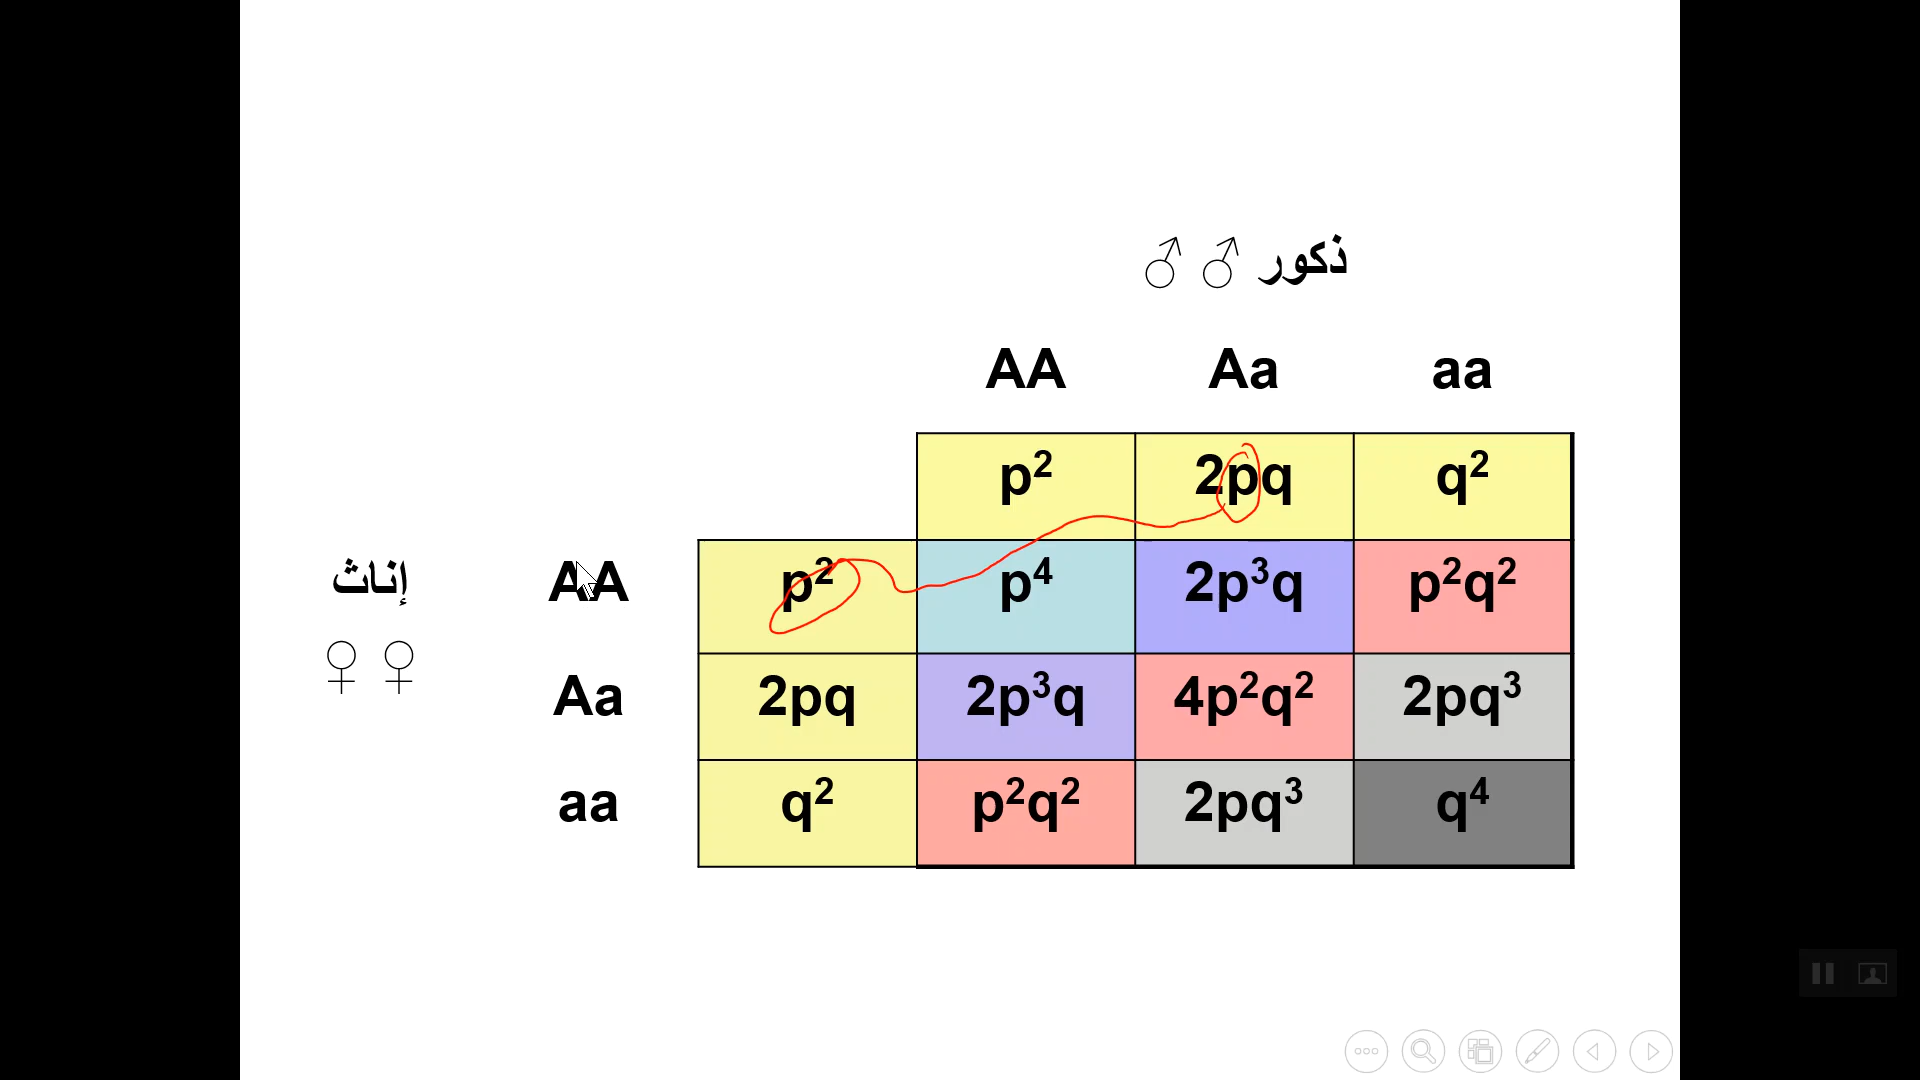 ذكور ♂ ♂
AA Aa aa
p² 2pq q²
إناث AA p² p⁴ 2p³q p²q²
♀ ♀ Aa 2pq 2p³q 4p²q² 2pq³
aa q² p²q² 2pq³ q⁴